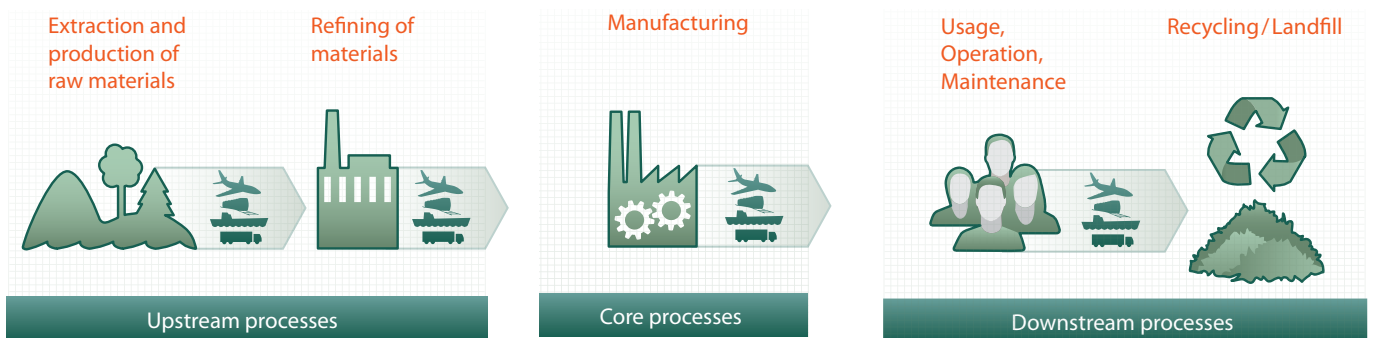 Extraction and
production of
raw materials
Refining of
materials
Upstream processes
Manufacturing
Core processes
Usage,
Operation,
Maintenance
Recycling / Landfill
Downstream processes